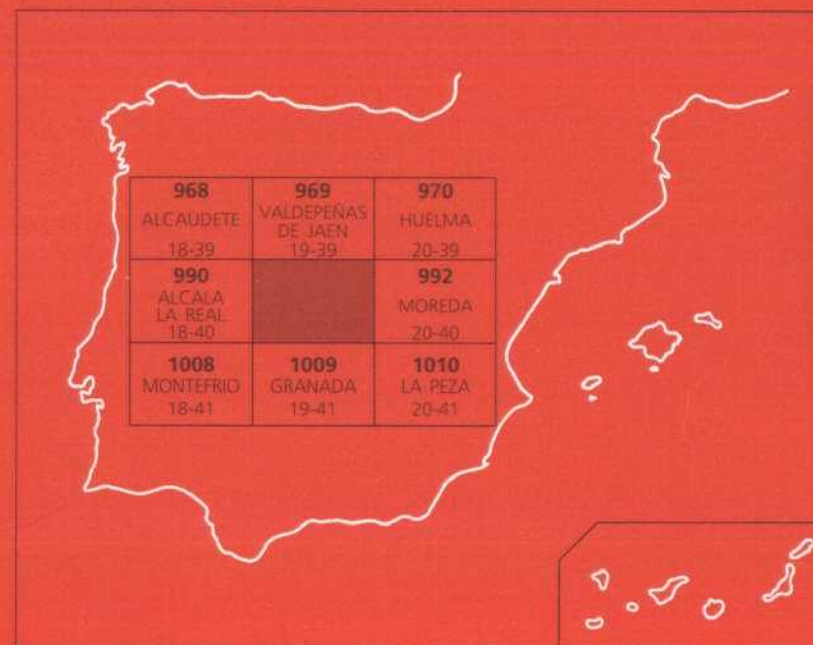 968
ALCAUDETE
18-39
969
VALDEPEÑAS
DE JAEN
19-39
970
HUELMA
20-39
990
ALCALA
LA REAL
18-40
992
MOREDA
20-40
1008
MONTEFRIO
18-41
1009
GRANADA
19-41
1010
LA PEZA
20-41